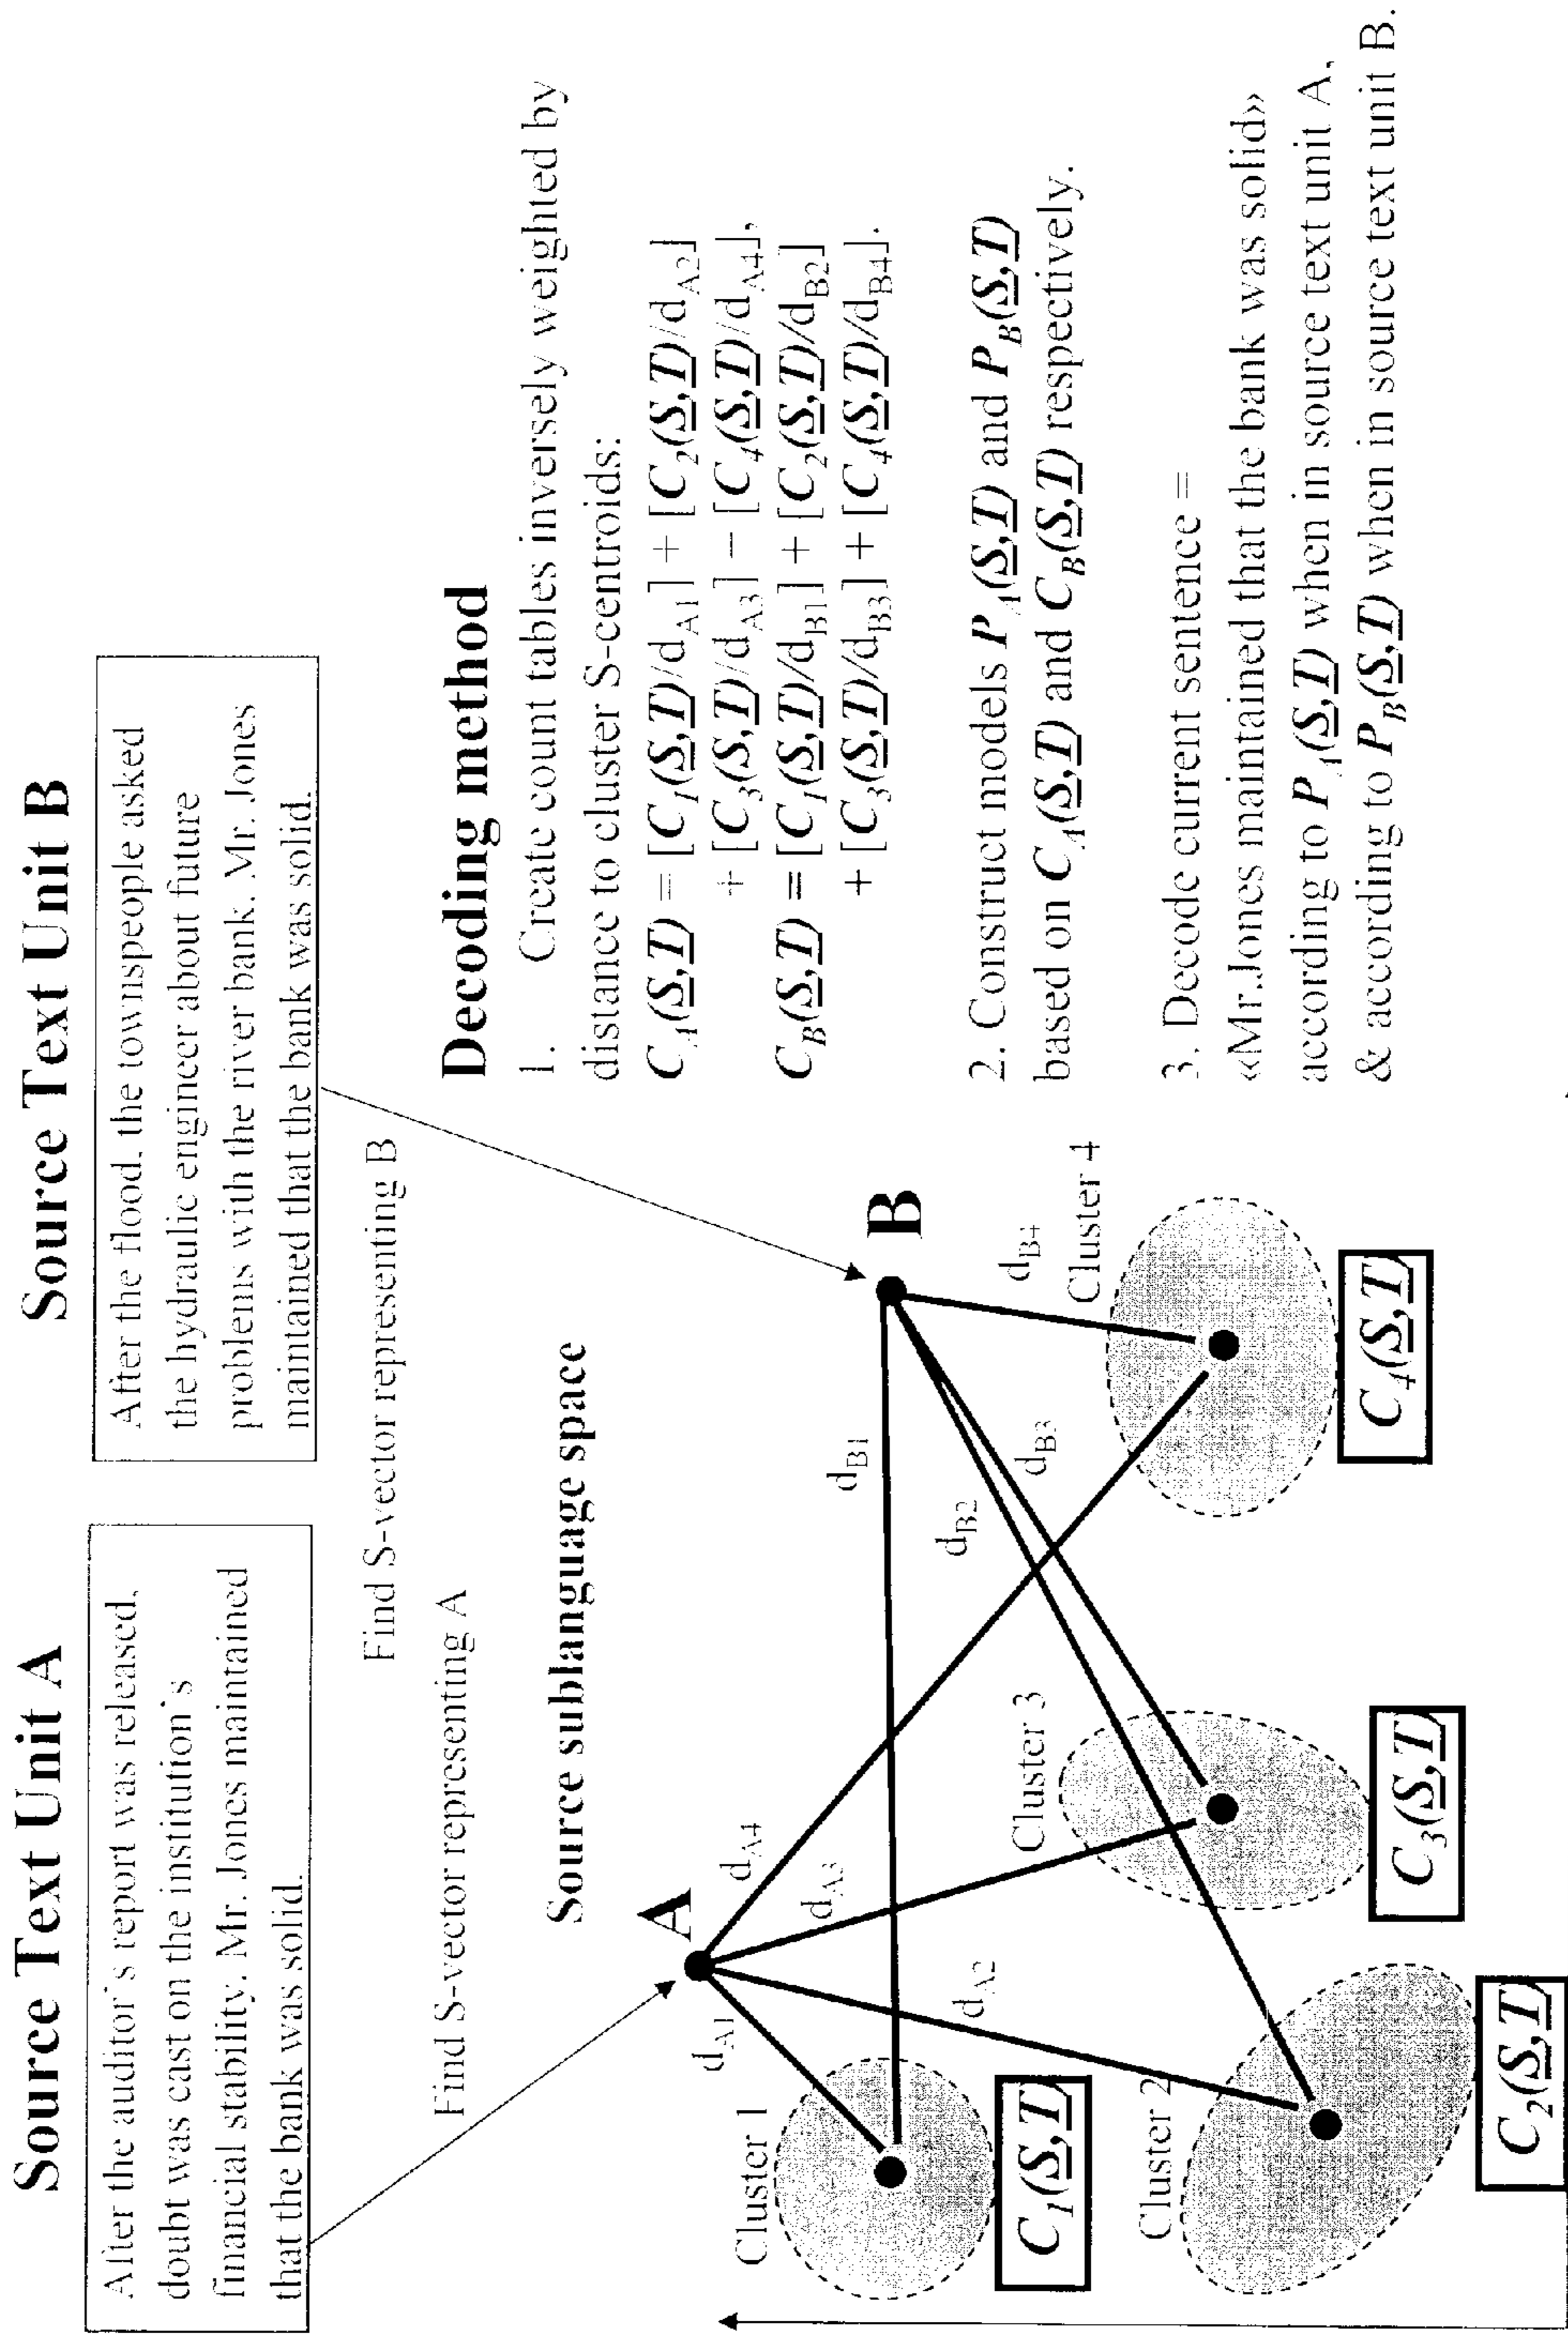 Source Text Unit A
After the auditor's report was released,
doubt was cast on the institution's
financial stability. Mr. Jones maintained
that the bank was solid.
Source Text Unit B
After the flood, the townspeople asked
the hydraulic engineer about future
problems with the river bank. Mr. Jones
maintained that the bank was solid.
Find S-vector representing B
Find S-vector representing A
Source sublanguage space
A
B
d_A1
d_A2
d_A3
d_A4
d_B1
d_B2
d_B3
d_B4
Cluster 1
C_1(S,T)
Cluster 2
C_2(S,T)
Cluster 3
C_3(S,T)
Cluster 4
C_4(S,T)
Decoding method
1. Create count tables inversely weighted by
distance to cluster S-centroids:
C_A(S,T) = [C_1(S,T)/d_A1] + [C_2(S,T)/d_A2]
+ [C_3(S,T)/d_A3] – [C_4(S,T)/d_A4],
C_B(S,T) = [C_1(S,T)/d_B1] + [C_2(S,T)/d_B2]
+ [C_3(S,T)/d_B3] + [C_4(S,T)/d_B4].
2. Construct models P_A(S,T) and P_B(S,T)
based on C_A(S,T) and C_B(S,T) respectively.
3. Decode current sentence =
«Mr.Jones maintained that the bank was solid»
according to P_A(S,T) when in source text unit A,
& according to P_B(S,T) when in source text unit B.